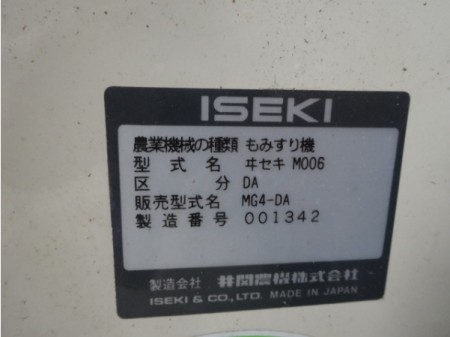 ISEKI
農業機械の種類 もみすり機
型式名 ヰセキ M006
区分 DA
販売型式名 MG4-DA
製造番号 001342
製造会社 井関農機株式会社
ISEKI & CO., LTD. MADE IN JAPAN